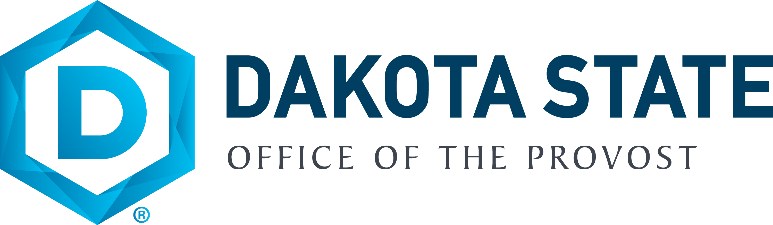 D
DAKOTA STATE
OFFICE OF THE PROVOST
®